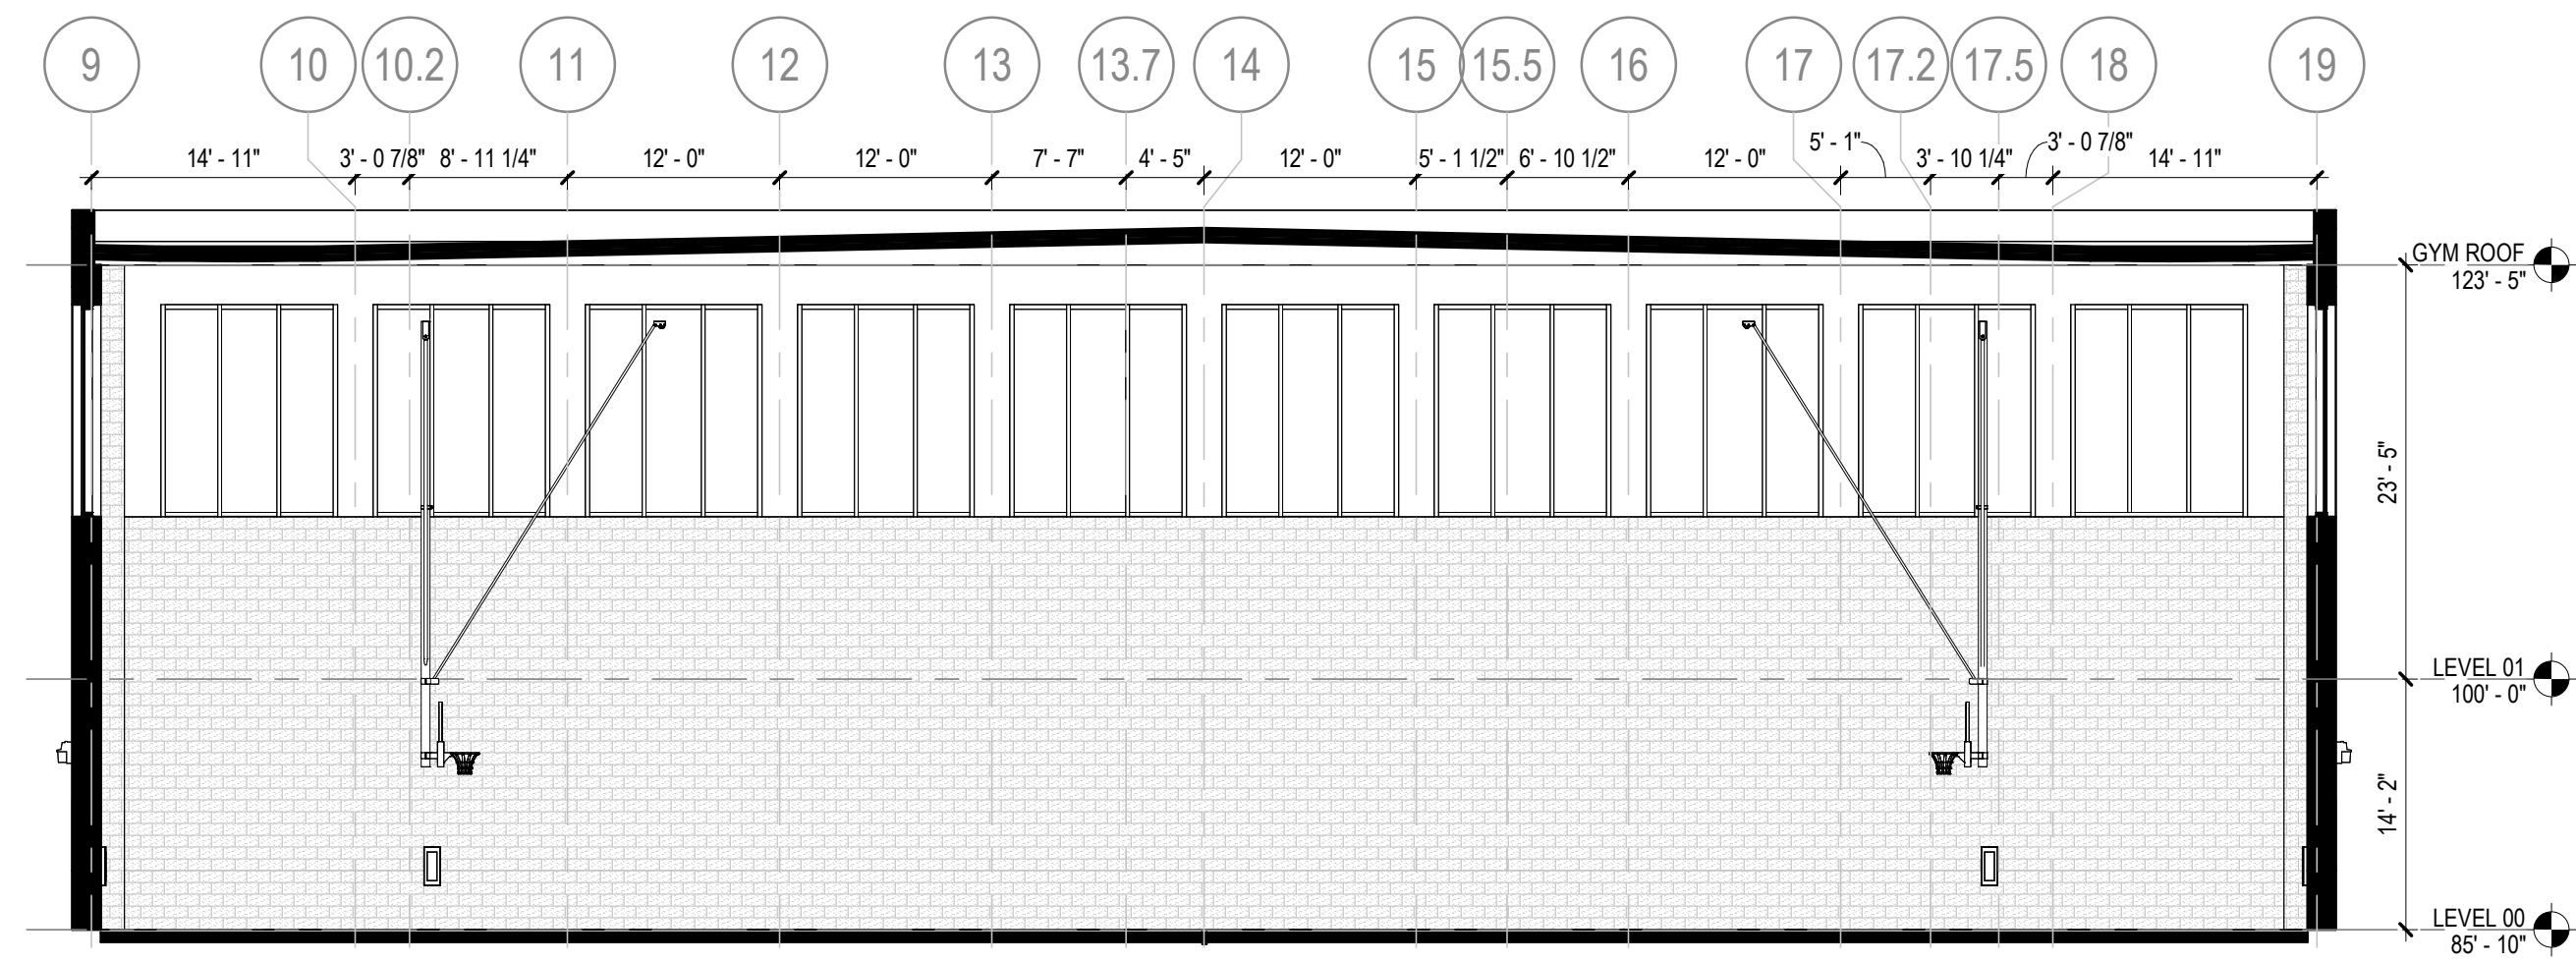 9 10 10.2 11 12 13 13.7 14 15 15.5 16 17 17.2 17.5 18 19
14' - 11" 3' - 0 7/8" 8' - 11 1/4" 12' - 0" 12' - 0" 7' - 7" 4' - 5" 12' - 0" 5' - 1 1/2" 6' - 10 1/2" 12' - 0" 5' - 1" 3' - 10 1/4" 3' - 0 7/8" 14' - 11"
GYM ROOF
123' - 5"
23' - 5"
LEVEL 01
100' - 0"
14' - 2"
LEVEL 00
85' - 10"